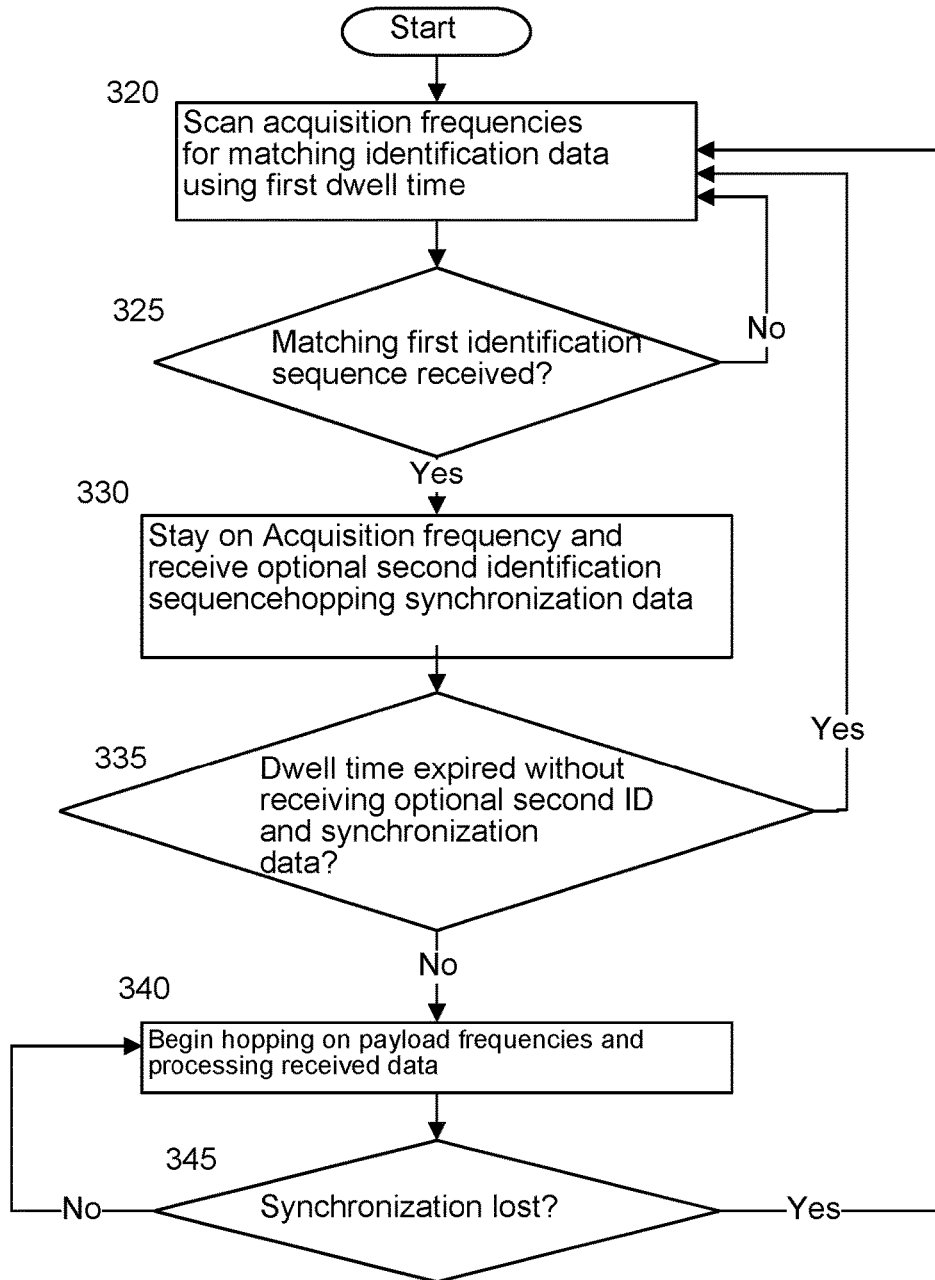 Start
320
Scan acquisition frequencies
for matching identification data
using first dwell time
325
Matching first identification
sequence received?
No
Yes
330
Stay on Acquisition frequency and
receive optional second identification
sequencehopping synchronization data
335
Dwell time expired without
receiving optional second ID
and synchronization
data?
Yes
No
340
Begin hopping on payload frequencies and
processing received data
345
Synchronization lost?
No
Yes